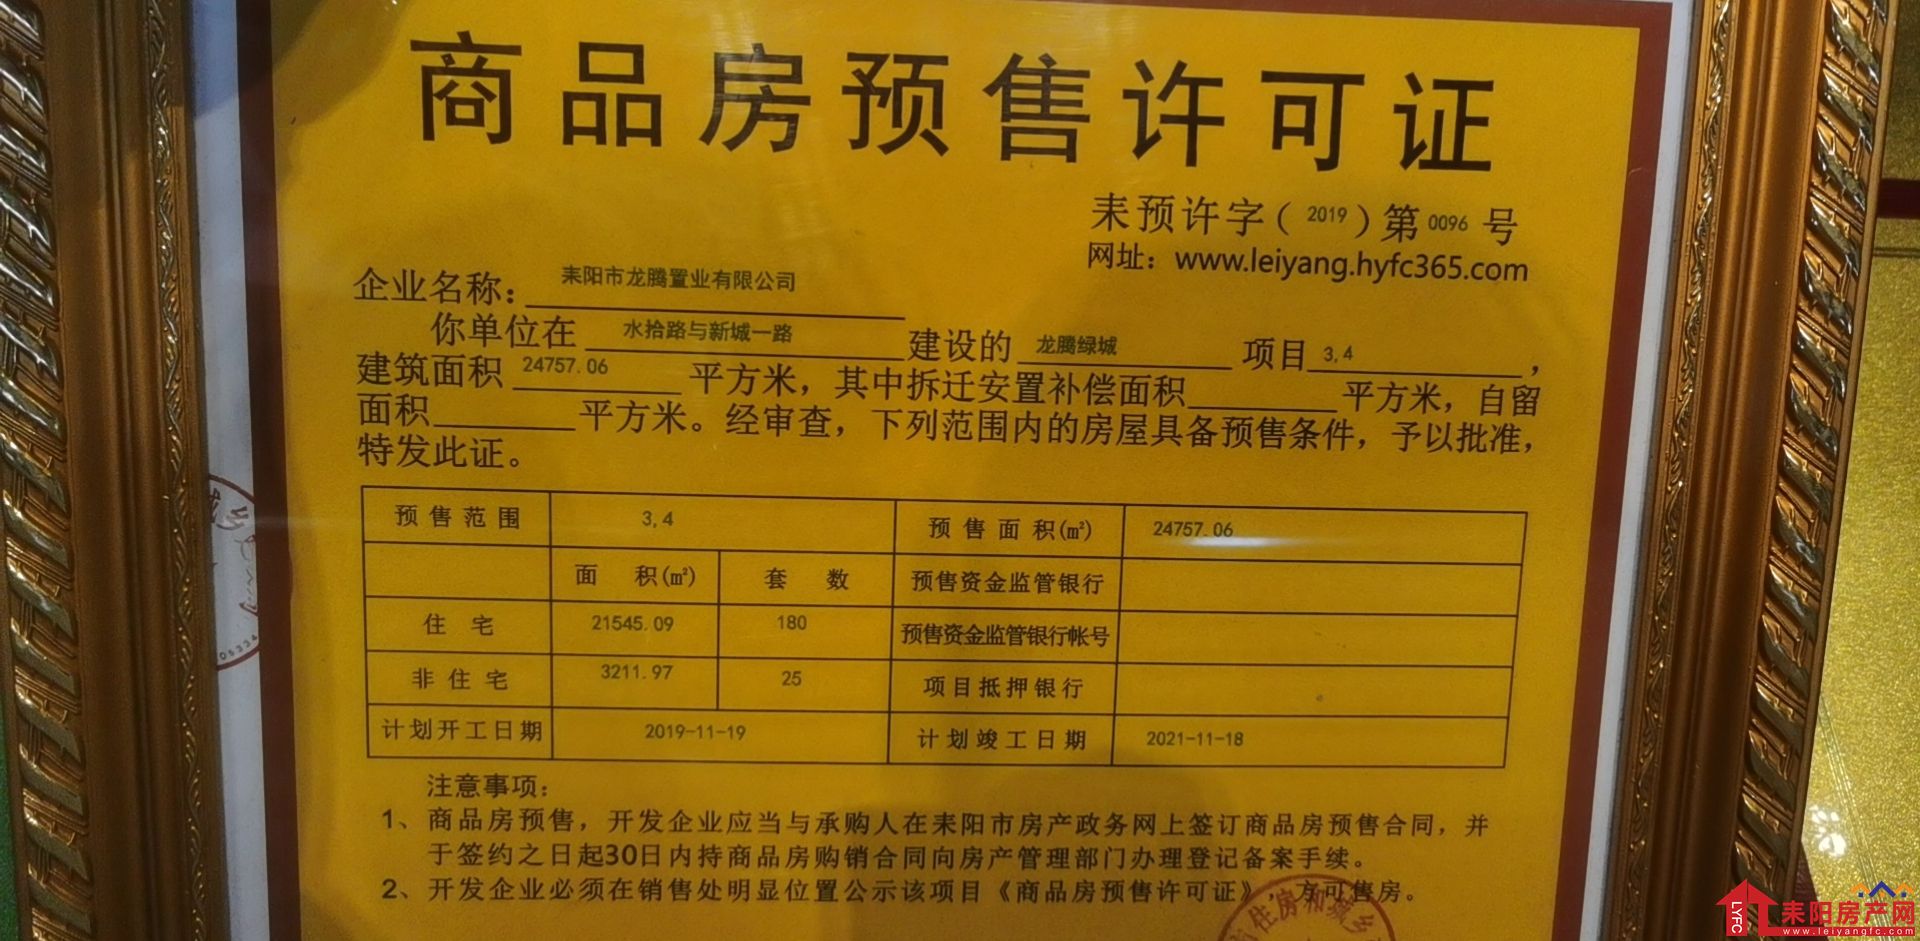 商品房预售许可证
耒预许字（2019）第0096号
网址：www.leiyang.hyfc365.com
企业名称：耒阳市龙腾置业有限公司
你单位在 水拾路与新城一路 建设的 龙腾绿城 项目3,4，
建筑面积 24757.06 平方米，其中拆迁安置补偿面积 平方米，自留
面积 平方米。经审查，下列范围内的房屋具备预售条件，予以批准，
特发此证。
预售范围 3,4 预售面积(㎡) 24757.06
面 积(㎡) 套 数 预售资金监管银行
住 宅 21545.09 180 预售资金监管银行帐号
非住宅 3211.97 25 项目抵押银行
计划开工日期 2019-11-19 计划竣工日期 2021-11-18
注意事项：
1、商品房预售，开发企业应当与承购人在耒阳市房产政务网上签订商品房预售合同，并
于签约之日起30日内持商品房购销合同向房产管理部门办理登记备案手续。
2、开发企业必须在销售处明显位置公示该项目《商品房预售许可证》，方可售房。
市住房和城乡
LYFC
耒阳房产网
www.leiyangfc.com